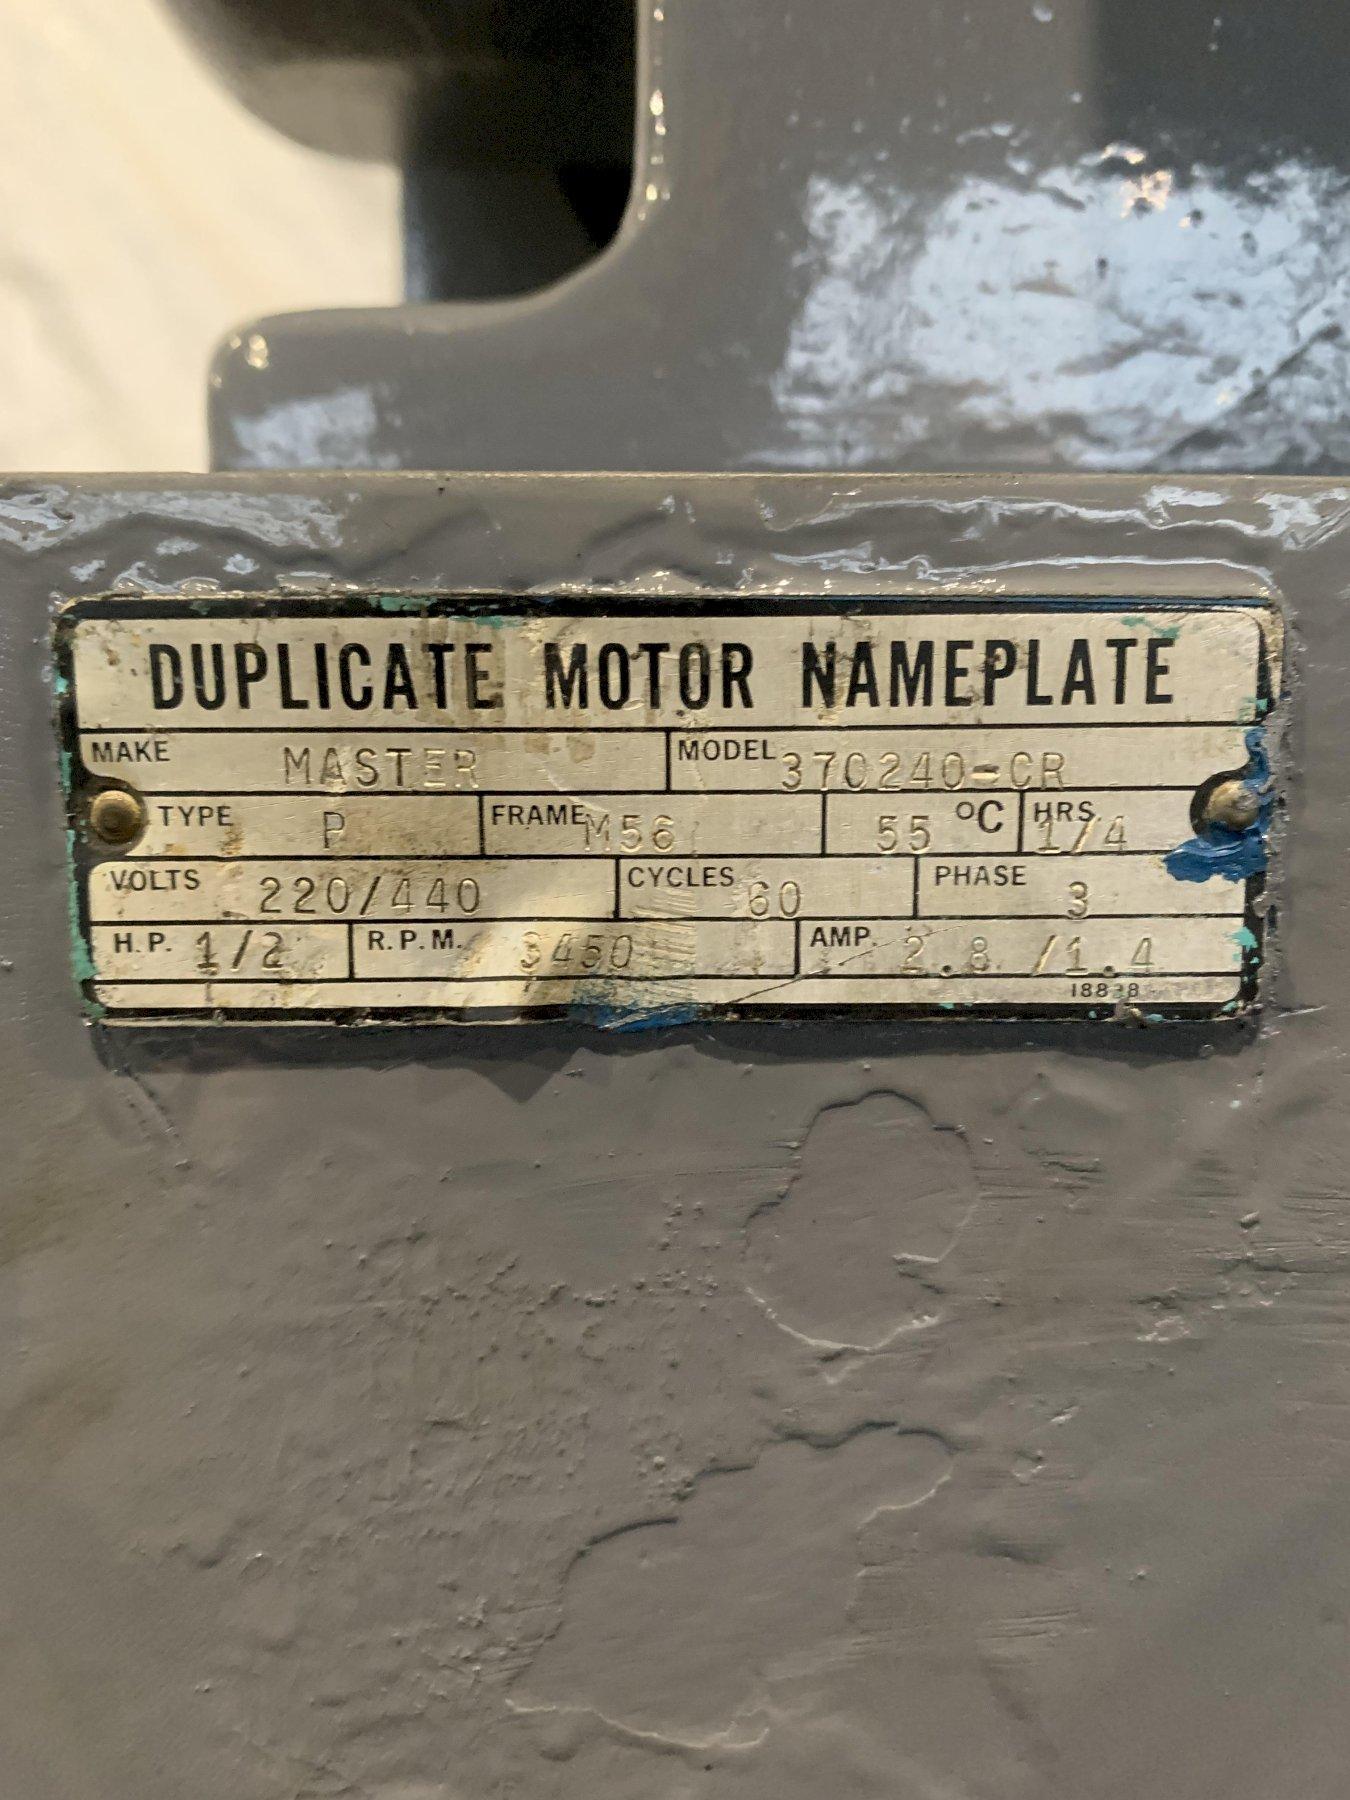 DUPLICATE MOTOR NAMEPLATE
MAKE MASTER MODEL 370240-CR
TYPE P FRAME M56 55 °C HRS. 1/4
VOLTS 220/440 CYCLES 60 PHASE 3
H.P. 1/2 R.P.M. 3450 AMP. 2.8 /1.4